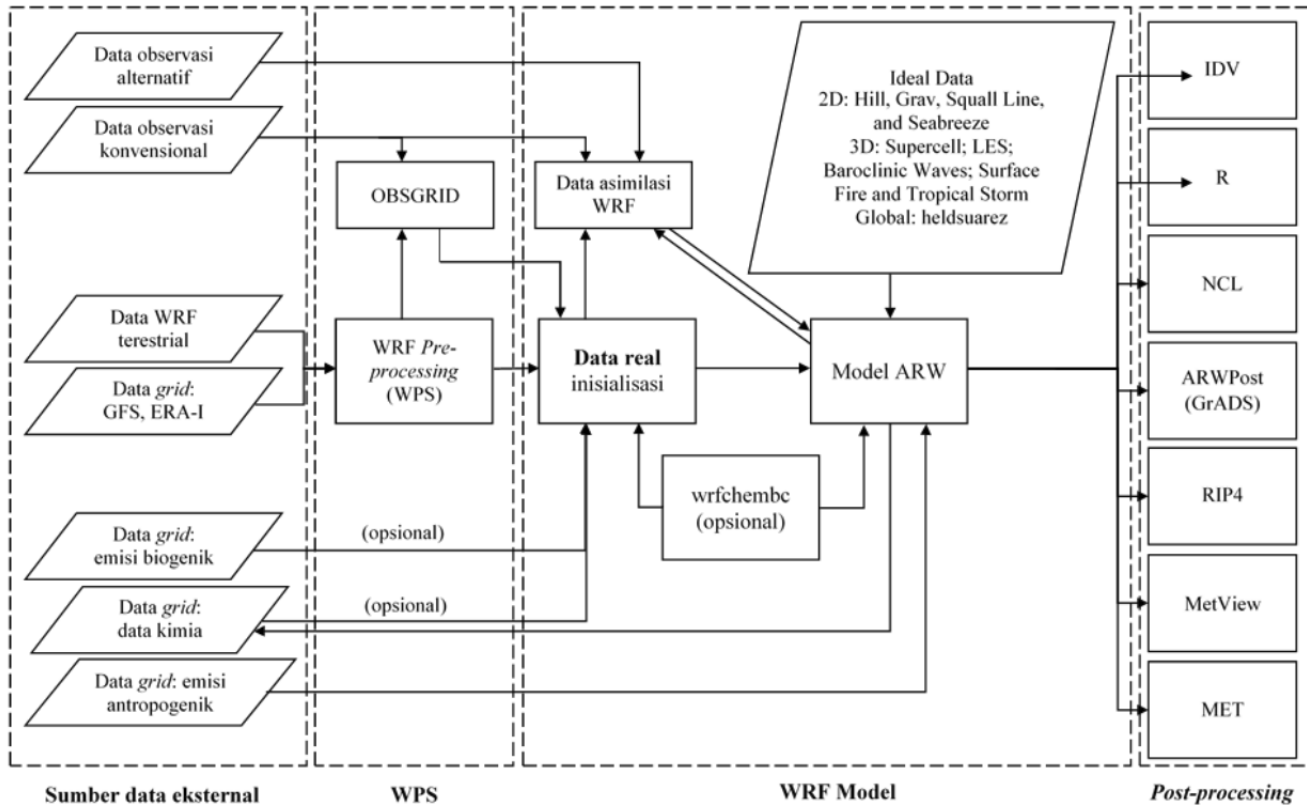 Data observasi
alternatif
Data observasi
konvensional
OBSGRID
Data asimilasi
WRF
Ideal Data
2D: Hill, Grav, Squall Line,
and Seabreeze
3D: Supercell; LES;
Baroclinic Waves; Surface
Fire and Tropical Storm
Global: heldsuarez
Data WRF
terestrial
Data grid:
GFS, ERA-I
WRF Pre-
processing
(WPS)
Data real
inisialisasi
Model ARW
wrfchembc
(opsional)
Data grid:
emisi biogenik
(opsional)
Data grid:
data kimia
(opsional)
Data grid: emisi
antropogenik
IDV
R
NCL
ARWPost
(GrADS)
RIP4
MetView
MET
Sumber data eksternal
WPS
WRF Model
Post-processing